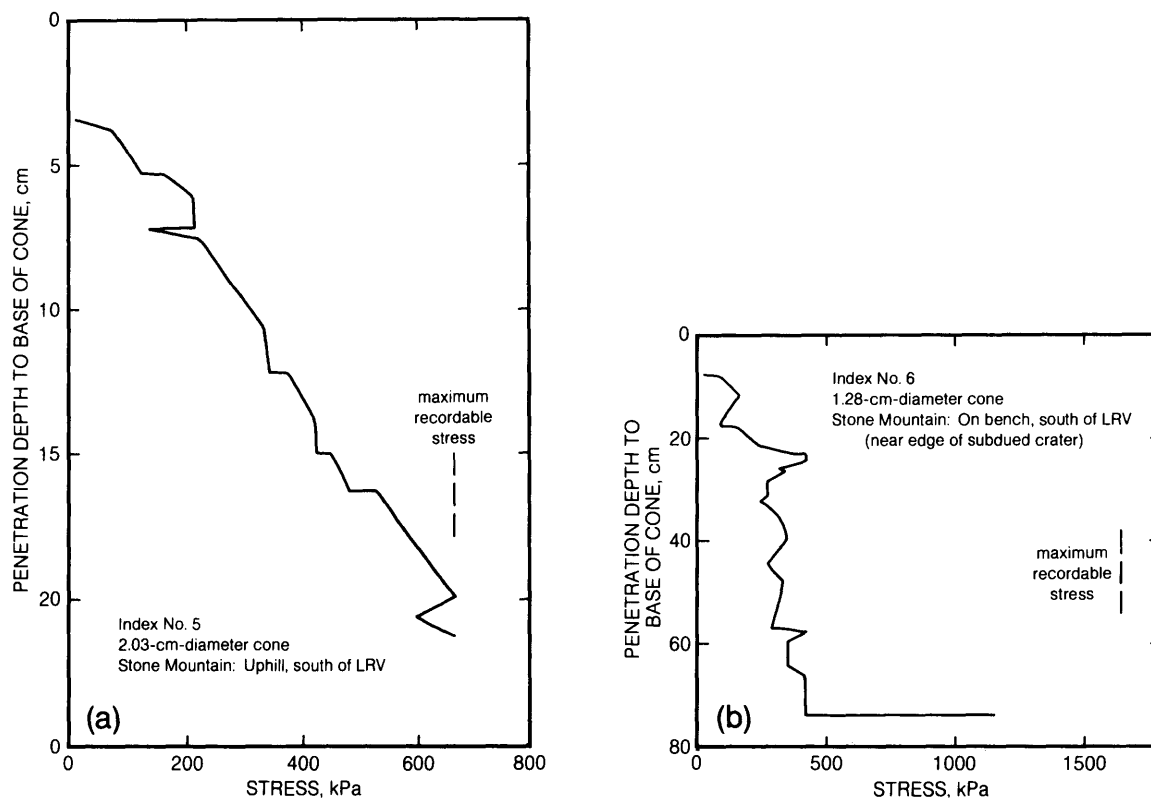 0
5
10
15
20
0
PENETRATION DEPTH TO BASE OF CONE, cm
maximum
recordable
stress
Index No. 5
2.03-cm-diameter cone
Stone Mountain: Uphill, south of LRV
(a)
0 200 400 600 800
STRESS, kPa
0
20
40
60
80
PENETRATION DEPTH TO
BASE OF CONE, cm
Index No. 6
1.28-cm-diameter cone
Stone Mountain: On bench, south of LRV
(near edge of subdued crater)
maximum
recordable
stress
(b)
0 500 1000 1500
STRESS, kPa